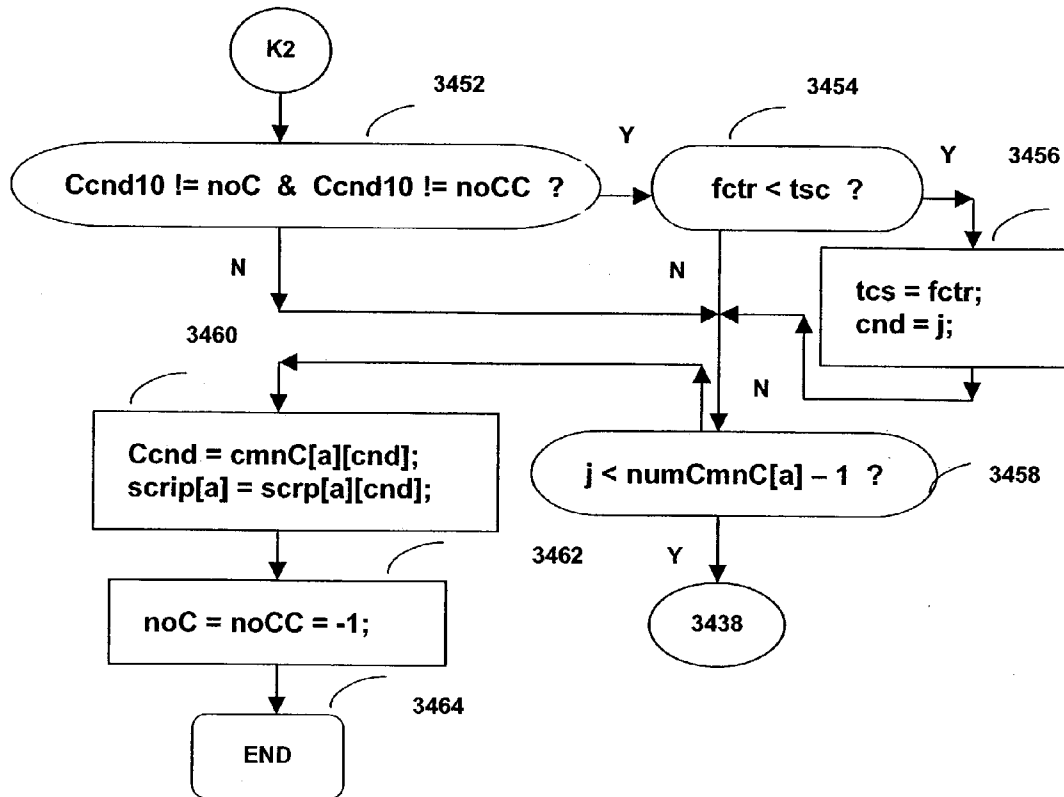 K2
3452
3454
Ccnd10 != noC & Ccnd10 != noCC ?
Y
fctr < tsc ?
Y
3456
N
N
tcs = fctr;
cnd = j;
3460
N
Ccnd = cmnC[a][cnd];
scrip[a] = scrp[a][cnd];
j < numCmnC[a] – 1 ?
3458
3462
Y
noC = noCC = -1;
3438
3464
END